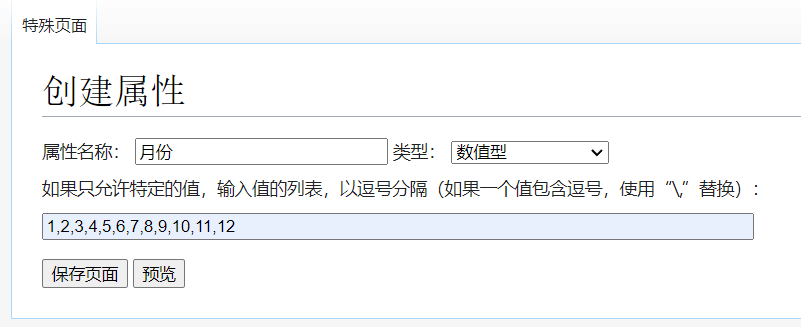 特殊页面
创建属性
属性名称： 月份 类型： 数值型
如果只允许特定的值，输入值的列表，以逗号分隔（如果一个值包含逗号，使用“\,”替换）：
1,2,3,4,5,6,7,8,9,10,11,12
保存页面 预览